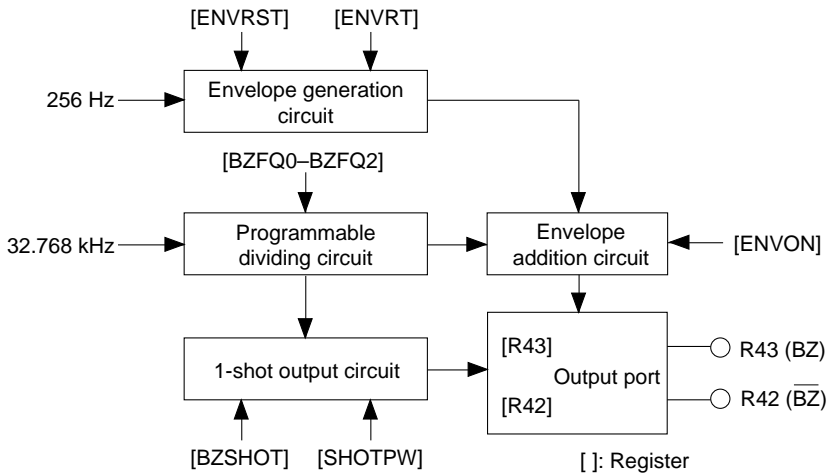 [ENVRST] [ENVRT]
256 Hz
Envelope generation
circuit
[BZFQ0–BZFQ2]
32.768 kHz
Programmable
dividing circuit
Envelope
addition circuit
[ENVON]
1-shot output circuit
[R43]
Output port
[R42]
R43 (BZ)
R42 (B̅Z̅)
[BZSHOT] [SHOTPW]
[ ]: Register